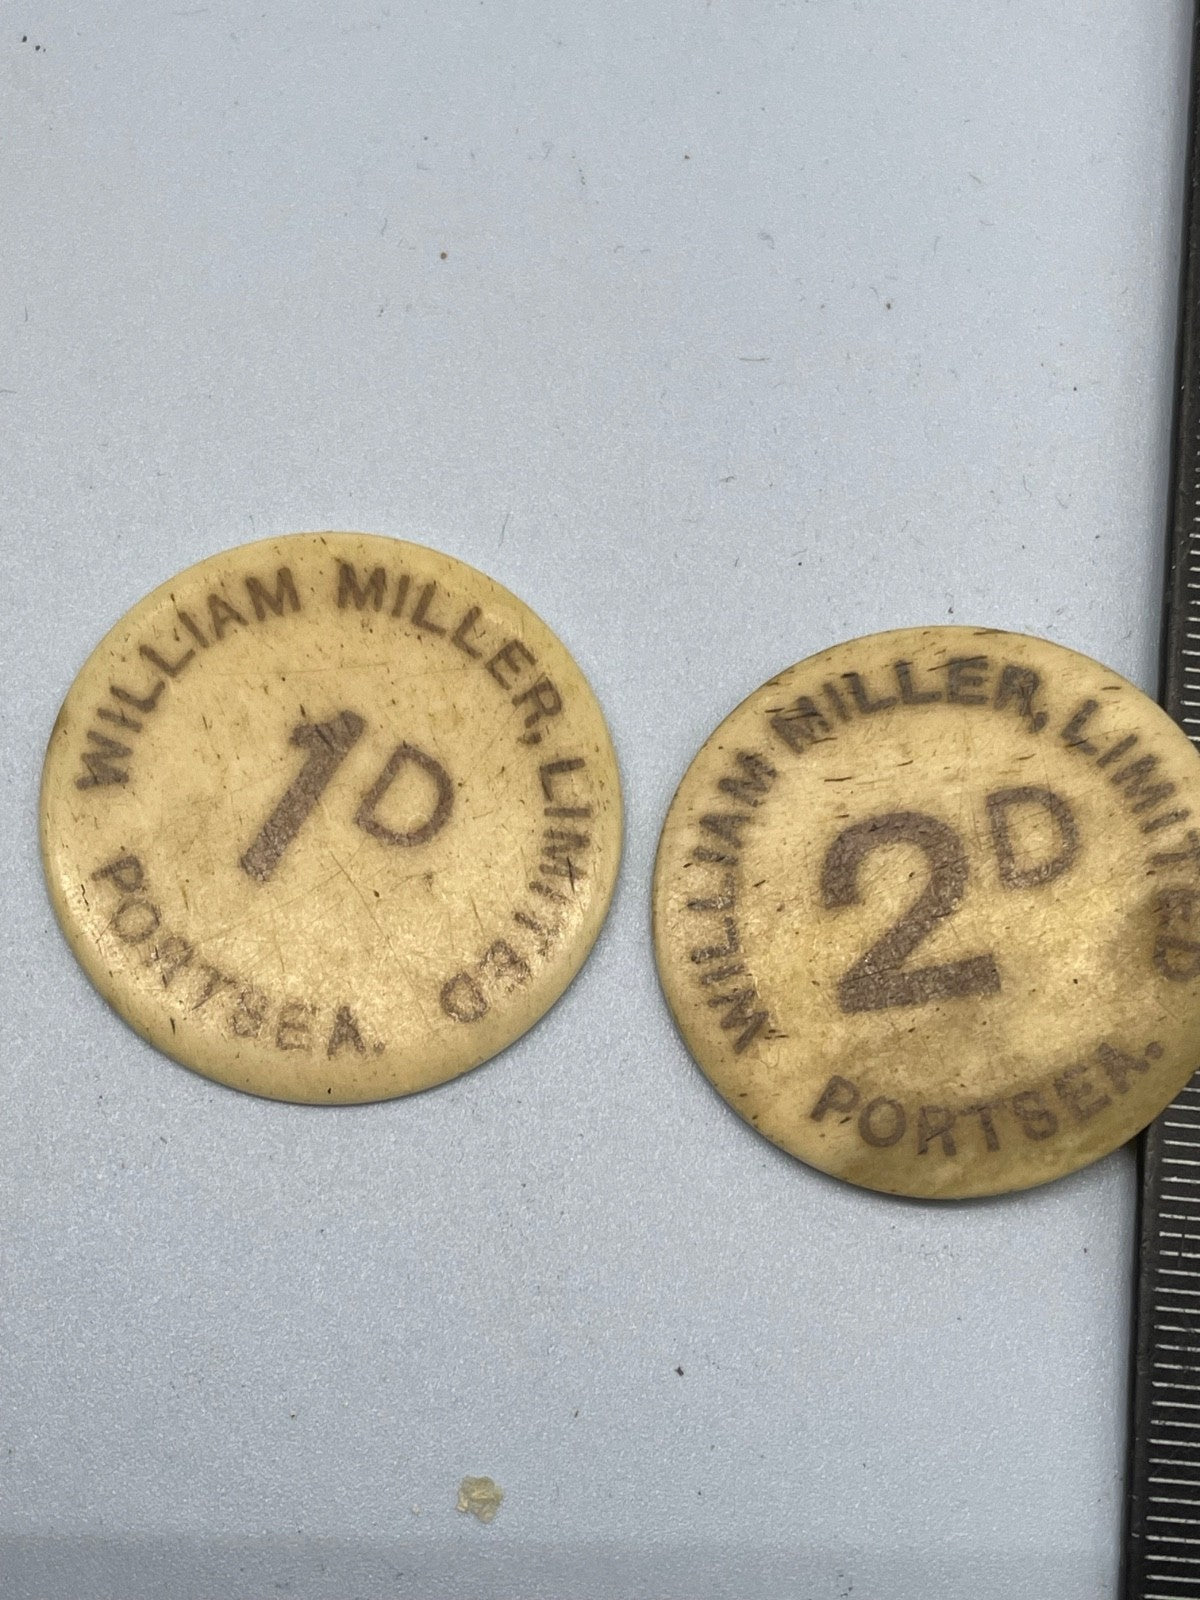 WILLIAM MILLER, LIMITED
1D
PORTSEA.
WILLIAM MILLER, LIMITED
2D
PORTSEA.